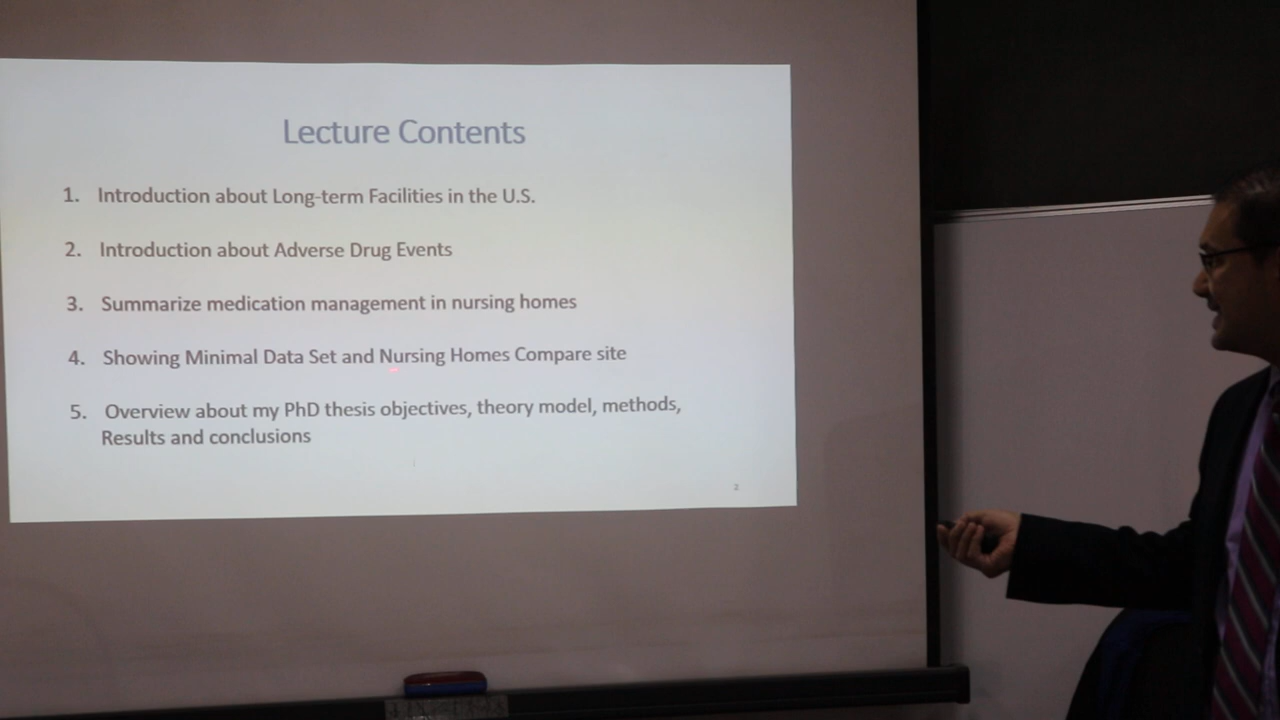 Lecture Contents
1. Introduction about Long-term Facilities in the U.S.
2. Introduction about Adverse Drug Events
3. Summarize medication management in nursing homes
4. Showing Minimal Data Set and Nursing Homes Compare site
5. Overview about my PhD thesis objectives, theory model, methods,
Results and conclusions
2